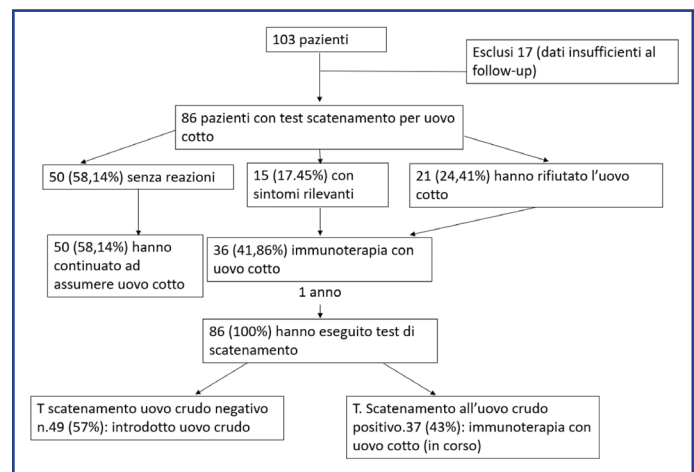 103 pazienti
Esclusi 17 (dati insufficienti al
follow-up)
86 pazienti con test scatenamento per uovo
cotto
50 (58,14%) senza reazioni
15 (17.45%) con
sintomi rilevanti
21 (24,41%) hanno rifiutato l’uovo
cotto
50 (58,14%) hanno
continuato ad
assumere uovo cotto
36 (41,86%) immunoterapia con
uovo cotto
1 anno
86 (100%) hanno eseguito test di
scatenamento
T scatenamento uovo crudo negativo
n.49 (57%): introdotto uovo crudo
T. Scatenamento all’uovo crudo
positivo.37 (43%): immunoterapia con
uovo cotto (in corso)